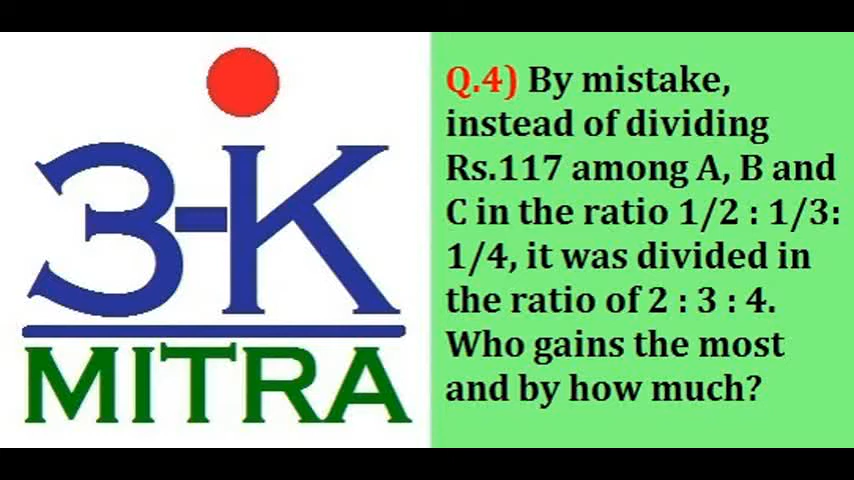 3-K
MITRA
Q.4) By mistake,
instead of dividing
Rs.117 among A, B and
C in the ratio 1/2 : 1/3:
1/4, it was divided in
the ratio of 2 : 3 : 4.
Who gains the most
and by how much?